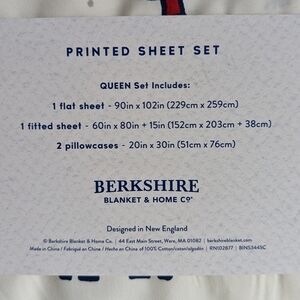 PRINTED SHEET SET
QUEEN Set Includes:
1 flat sheet - 90in x 102in (229cm x 259cm)
1 fitted sheet - 60in x 80in + 15in (152cm x 203cm + 38cm)
2 pillowcases - 20in x 30in (51cm x 76cm)
BERKSHIRE
BLANKET & HOME Cº
Designed in New England
© Berkshire Blanket & Home Co. | 44 East Main Street, Ware, MA 01082 | berkshireblanket.com
Made in China / Fabriqué en Chine / Hecho en China of 100% Cotton/coton/algodón | RN102877 | BINS3445C